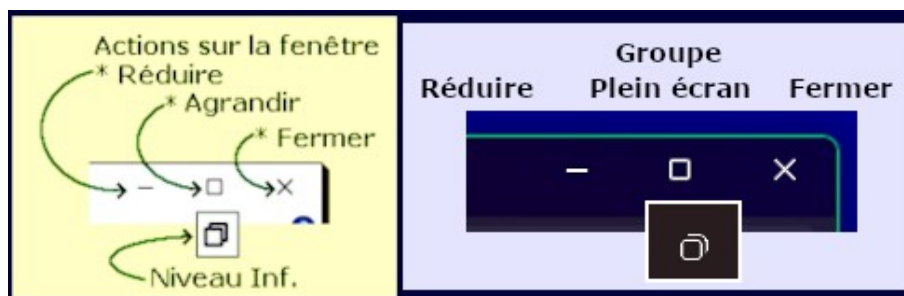 Actions sur la fenêtre
* Réduire
* Agrandir
* Fermer
Niveau Inf.
Groupe
Réduire Plein écran Fermer